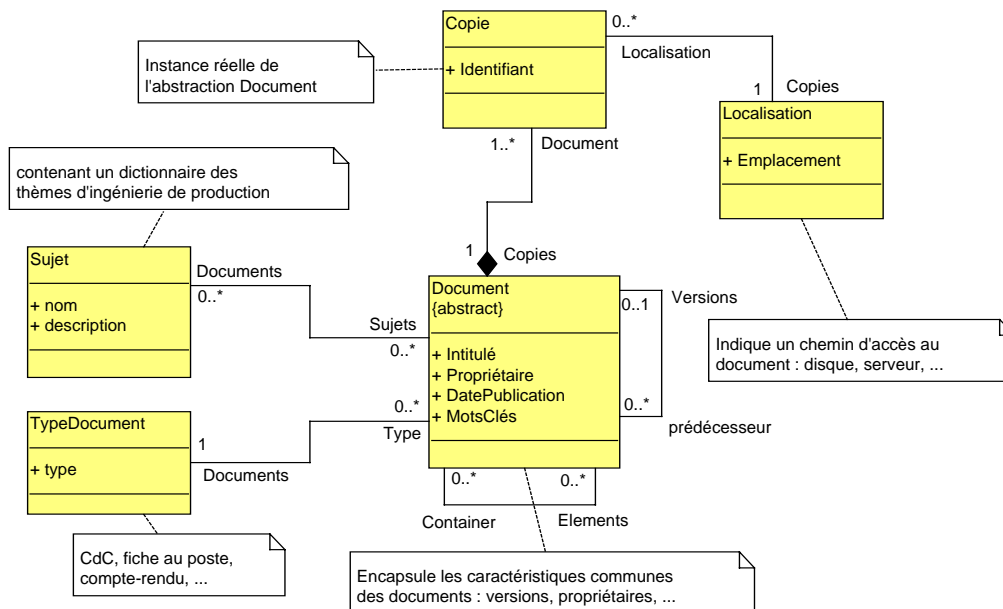 Copie
+ Identifiant
0..*
Localisation
Instance réelle de
l'abstraction Document
1
Copies
Localisation
+ Emplacement
1..*
Document
contenant un dictionnaire des
thèmes d'ingénierie de production
1
Copies
Sujet
+ nom
+ description
Documents
0..*
Sujets
0..*
Document
{abstract}
+ Intitulé
+ Propriétaire
+ DatePublication
+ MotsClés
0..1
Versions
0..*
prédécesseur
Indique un chemin d'accès au
document : disque, serveur, ...
TypeDocument
+ type
1
Documents
0..*
Type
0..*
Container
0..*
Elements
CdC, fiche au poste,
compte-rendu, ...
Encapsule les caractéristiques communes
des documents : versions, propriétaires, ...